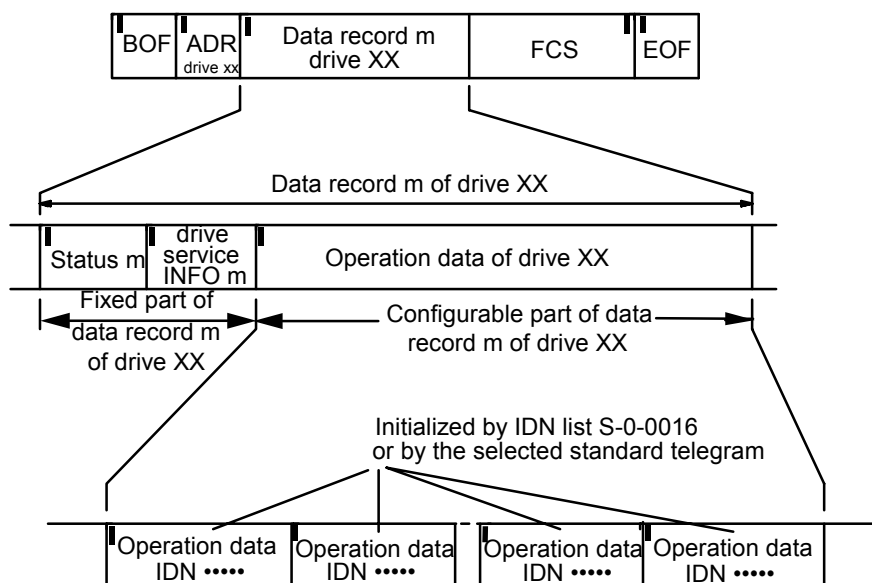 BOF
ADR
drive xx
Data record m
drive XX
FCS
EOF
Data record m of drive XX
Status m
drive
service
INFO m
Operation data of drive XX
Fixed part of
data record m
of drive XX
Configurable part of data
record m of drive XX
Initialized by IDN list S-0-0016
or by the selected standard telegram
Operation data
IDN •••••
Operation data
IDN •••••
Operation data
IDN •••••
Operation data
IDN •••••